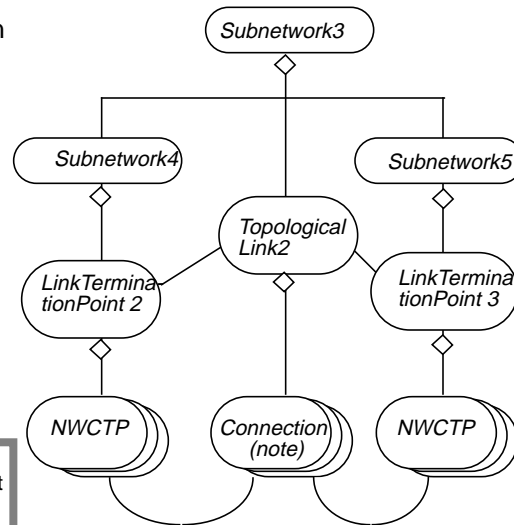 n
Subnetwork3
Subnetwork4
Subnetwork5
Topological
Link2
LinkTermina
tionPoint 2
LinkTermina
tionPoint 3
NWCTP
Connection
(note)
NWCTP
t